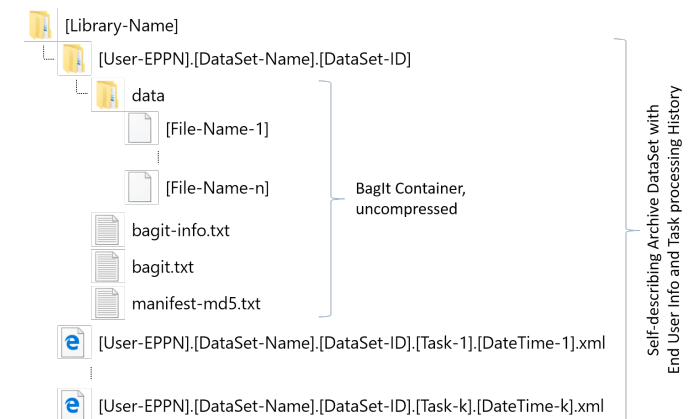 [Library-Name]
[User-EPPN].[DataSet-Name].[DataSet-ID]
data
[File-Name-1]
[File-Name-n]
bagit-info.txt
bagit.txt
manifest-md5.txt
BagIt Container,
uncompressed
[User-EPPN].[DataSet-Name].[DataSet-ID].[Task-1].[DateTime-1].xml
[User-EPPN].[DataSet-Name].[DataSet-ID].[Task-k].[DateTime-k].xml
Self-describing Archive DataSet with
End User Info and Task processing History